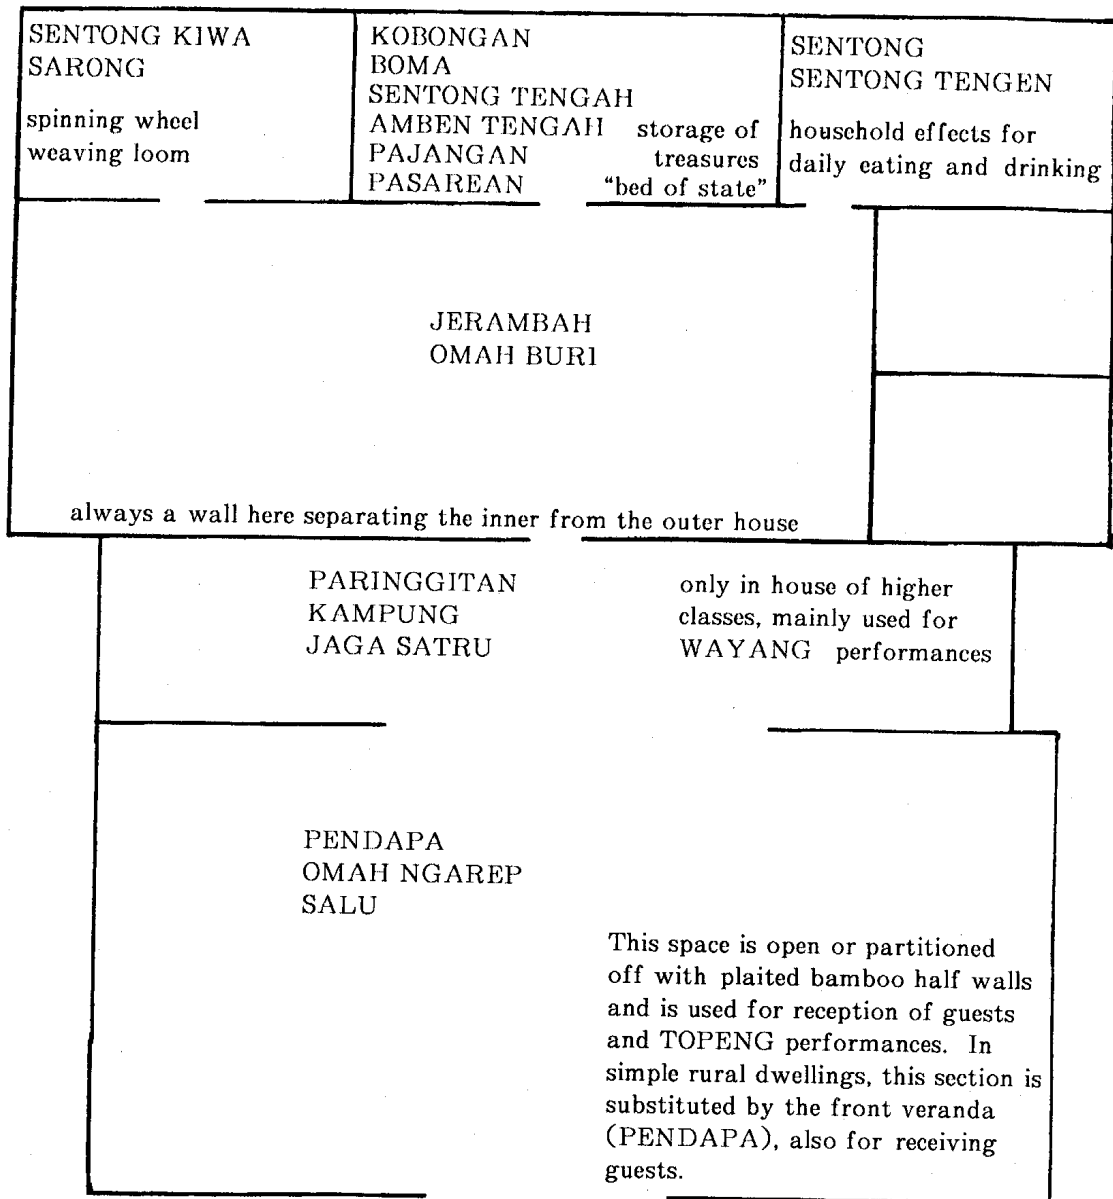 SENTONG KIWA
SARONG
spinning wheel
weaving loom
KOBONGAN
BOMA
SENTONG TENGAH
AMBEN TENGAH storage of
PAJANGAN treasures
PASAREAN "bed of state"
SENTONG
SENTONG TENGEN
household effects for
daily eating and drinking
JERAMBAH
OMAH BURI
always a wall here separating the inner from the outer house
PARINGGITAN
KAMPUNG
JAGA SATRU
only in house of higher
classes, mainly used for
WAYANG performances
PENDAPA
OMAH NGAREP
SALU
This space is open or partitioned
off with plaited bamboo half walls
and is used for reception of guests
and TOPENG performances. In
simple rural dwellings, this section is
substituted by the front veranda
(PENDAPA), also for receiving
guests.